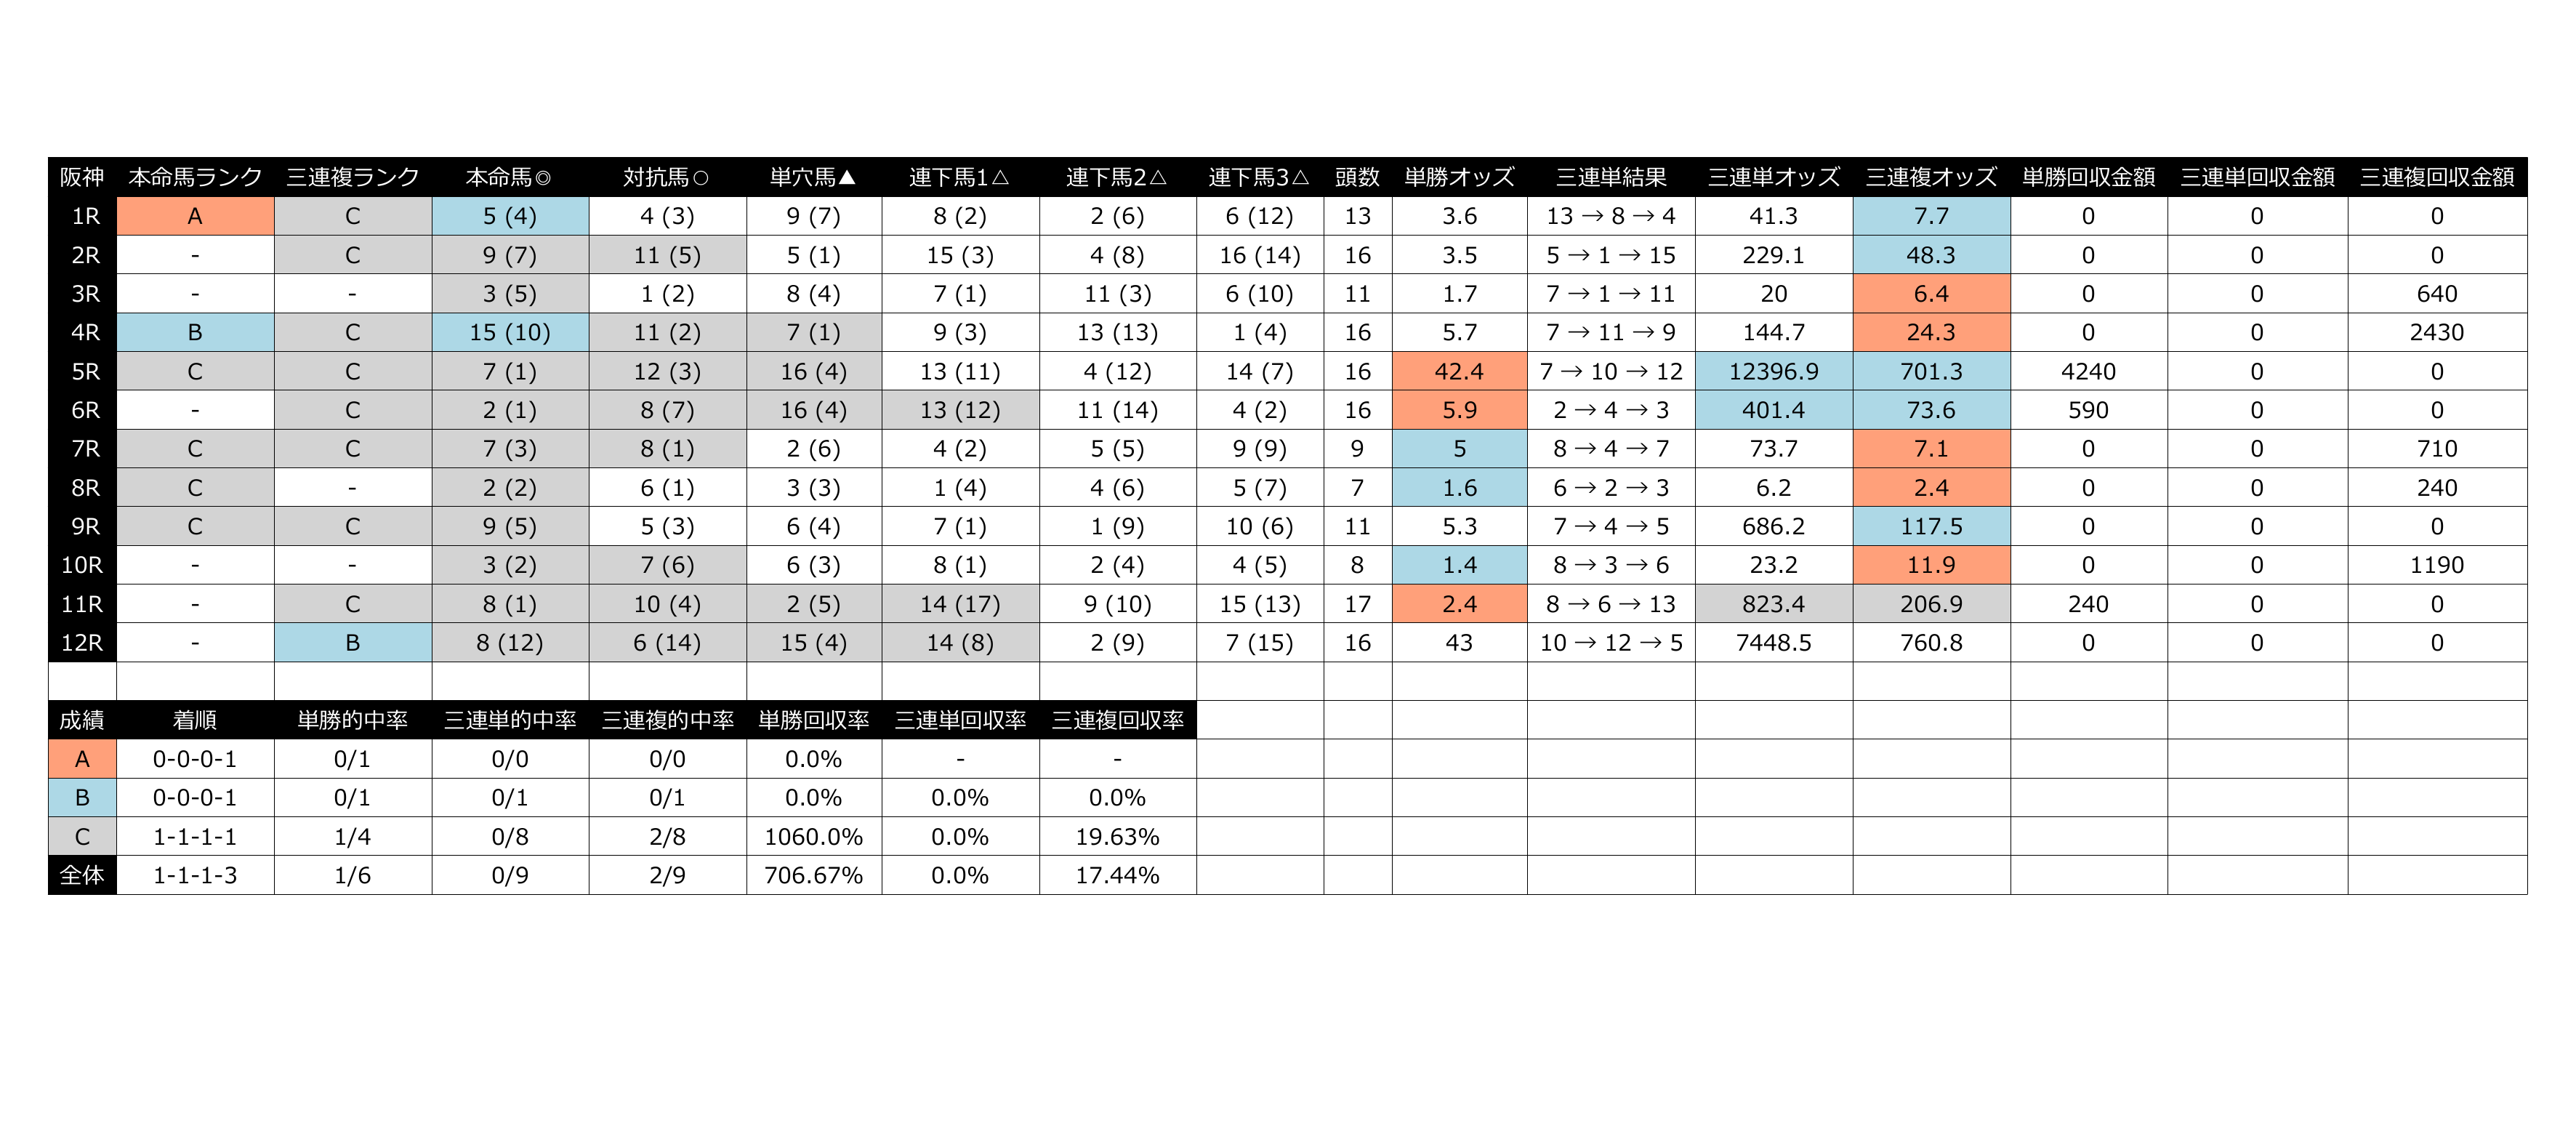 阪神 本命馬ランク 三連複ランク 本命馬◎ 対抗馬○ 単穴馬▲ 連下馬1△ 連下馬2△ 連下馬3△ 頭数 単勝オッズ 三連単結果 三連単オッズ 三連複オッズ 単勝回収金額 三連単回収金額 三連複回収金額
1R A C 5 (4) 4 (3) 9 (7) 8 (2) 2 (6) 6 (12) 13 3.6 13 → 8 → 4 41.3 7.7 0 0 0
2R - C 9 (7) 11 (5) 5 (1) 15 (3) 4 (8) 16 (14) 16 3.5 5 → 1 → 15 229.1 48.3 0 0 0
3R - - 3 (5) 1 (2) 8 (4) 7 (1) 11 (3) 6 (10) 11 1.7 7 → 1 → 11 20 6.4 0 0 640
4R B C 15 (10) 11 (2) 7 (1) 9 (3) 13 (13) 1 (4) 16 5.7 7 → 11 → 9 144.7 24.3 0 0 2430
5R C C 7 (1) 12 (3) 16 (4) 13 (11) 4 (12) 14 (7) 16 42.4 7 → 10 → 12 12396.9 701.3 4240 0 0
6R - C 2 (1) 8 (7) 16 (4) 13 (12) 11 (14) 4 (2) 16 5.9 2 → 4 → 3 401.4 73.6 590 0 0
7R C C 7 (3) 8 (1) 2 (6) 4 (2) 5 (5) 9 (9) 9 5 8 → 4 → 7 73.7 7.1 0 0 710
8R C - 2 (2) 6 (1) 3 (3) 1 (4) 4 (6) 5 (7) 7 1.6 6 → 2 → 3 6.2 2.4 0 0 240
9R C C 9 (5) 5 (3) 6 (4) 7 (1) 1 (9) 10 (6) 11 5.3 7 → 4 → 5 686.2 117.5 0 0 0
10R - - 3 (2) 7 (6) 6 (3) 8 (1) 2 (4) 4 (5) 8 1.4 8 → 3 → 6 23.2 11.9 0 0 1190
11R - C 8 (1) 10 (4) 2 (5) 14 (17) 9 (10) 15 (13) 17 2.4 8 → 6 → 13 823.4 206.9 240 0 0
12R - B 8 (12) 6 (14) 15 (4) 14 (8) 2 (9) 7 (15) 16 43 10 → 12 → 5 7448.5 760.8 0 0 0
成績 着順 単勝的中率 三連単的中率 三連複的中率 単勝回収率 三連単回収率 三連複回収率
A 0-0-0-1 0/1 0/0 0/0 0.0% - -
B 0-0-0-1 0/1 0/1 0/1 0.0% 0.0% 0.0%
C 1-1-1-1 1/4 0/8 2/8 1060.0% 0.0% 19.63%
全体 1-1-1-3 1/6 0/9 2/9 706.67% 0.0% 17.44%